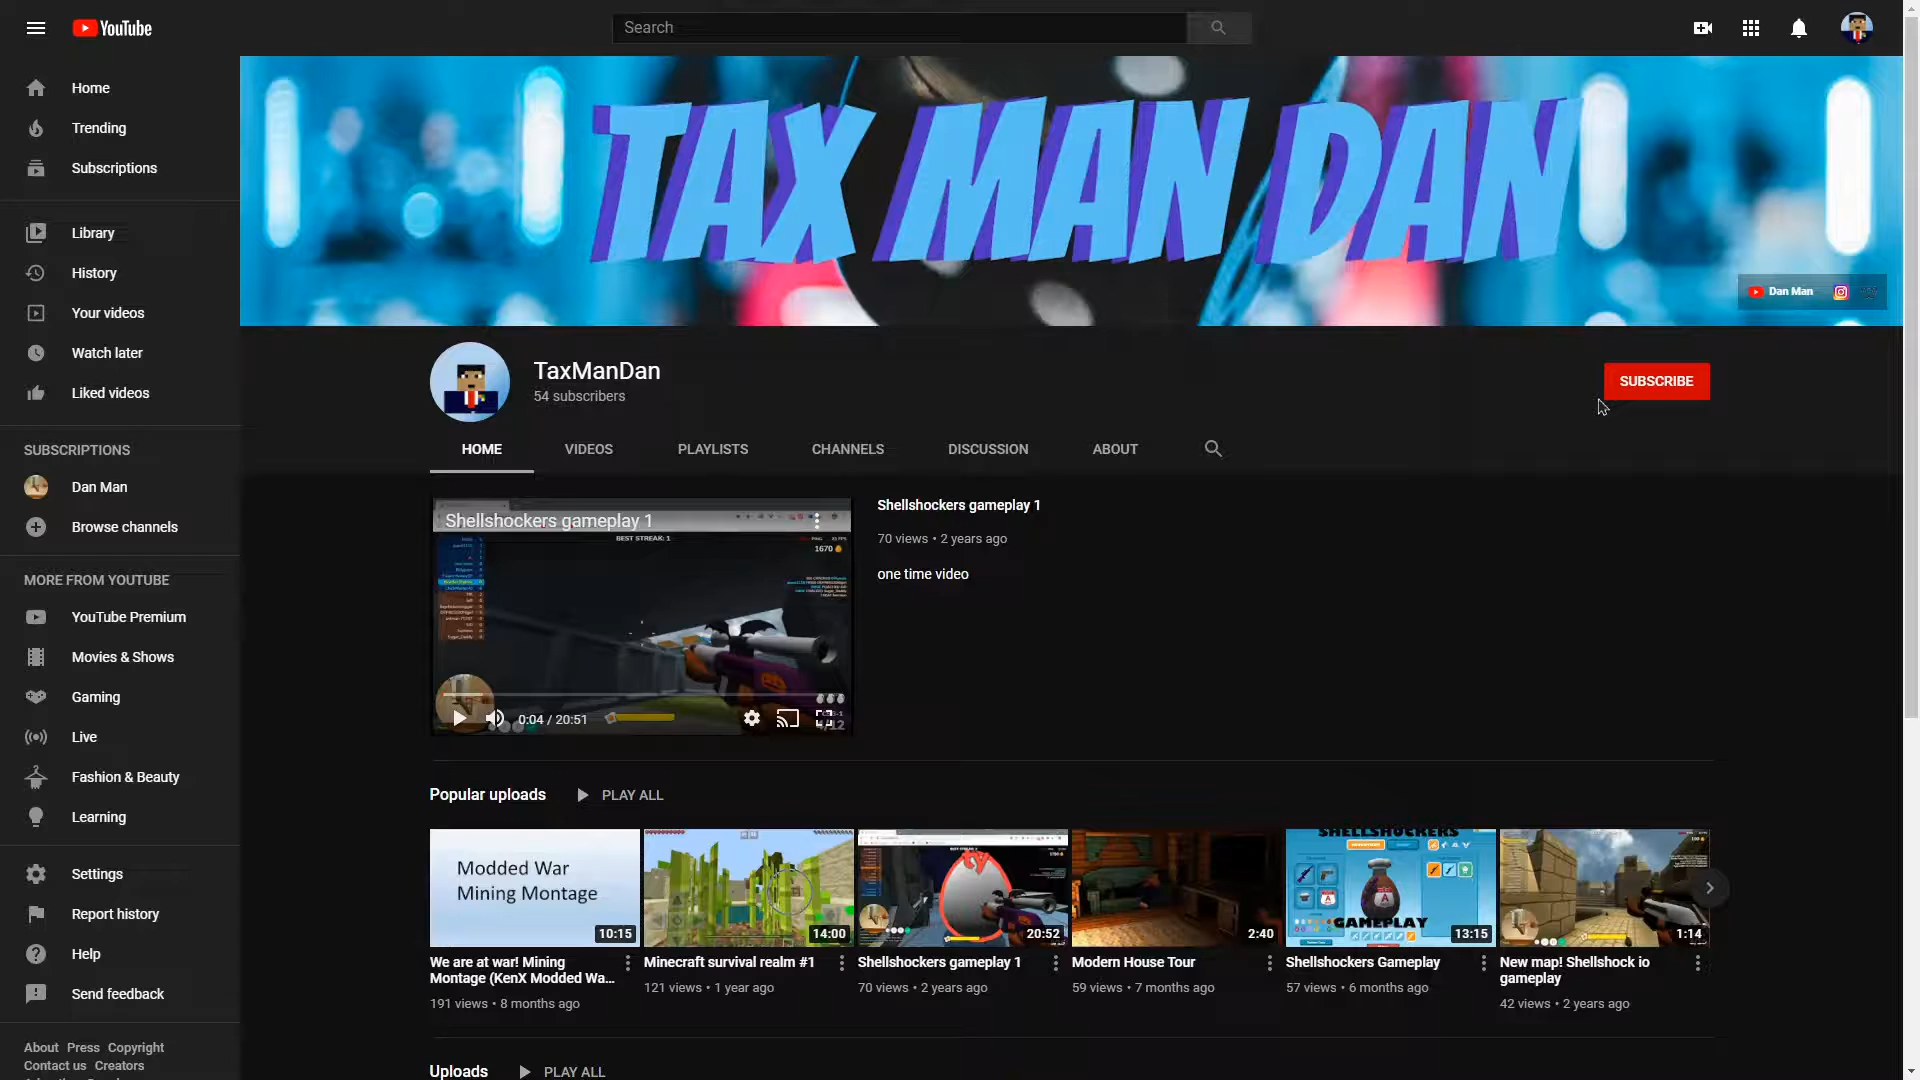 YouTube
Search
Home
Trending
Subscriptions
Library
History
Your videos
Watch later
Liked videos
SUBSCRIPTIONS
Dan Man
Browse channels
MORE FROM YOUTUBE
YouTube Premium
Movies & Shows
Gaming
Live
Fashion & Beauty
Learning
Settings
Report history
Help
Send feedback
About Press Copyright
Contact us Creators
TAX MAN DAN
Dan Man
TaxManDan
54 subscribers
SUBSCRIBE
HOME
VIDEOS
PLAYLISTS
CHANNELS
DISCUSSION
ABOUT
Shellshockers gameplay 1
BEST STREAK: 1
1670
0:04 / 20:51
Shellshockers gameplay 1
70 views • 2 years ago
one time video
Popular uploads
PLAY ALL
Modded War
Mining Montage
10:15
We are at war! Mining
Montage (KenX Modded Wa...
191 views • 8 months ago
14:00
Minecraft survival realm #1
121 views • 1 year ago
20:52
Shellshockers gameplay 1
70 views • 2 years ago
2:40
Modern House Tour
59 views • 7 months ago
SHELLSHOCKERS
GAMEPLAY
13:15
Shellshockers Gameplay
57 views • 6 months ago
1:14
New map! Shellshock io
gameplay
42 views • 2 years ago
Uploads
PLAY ALL